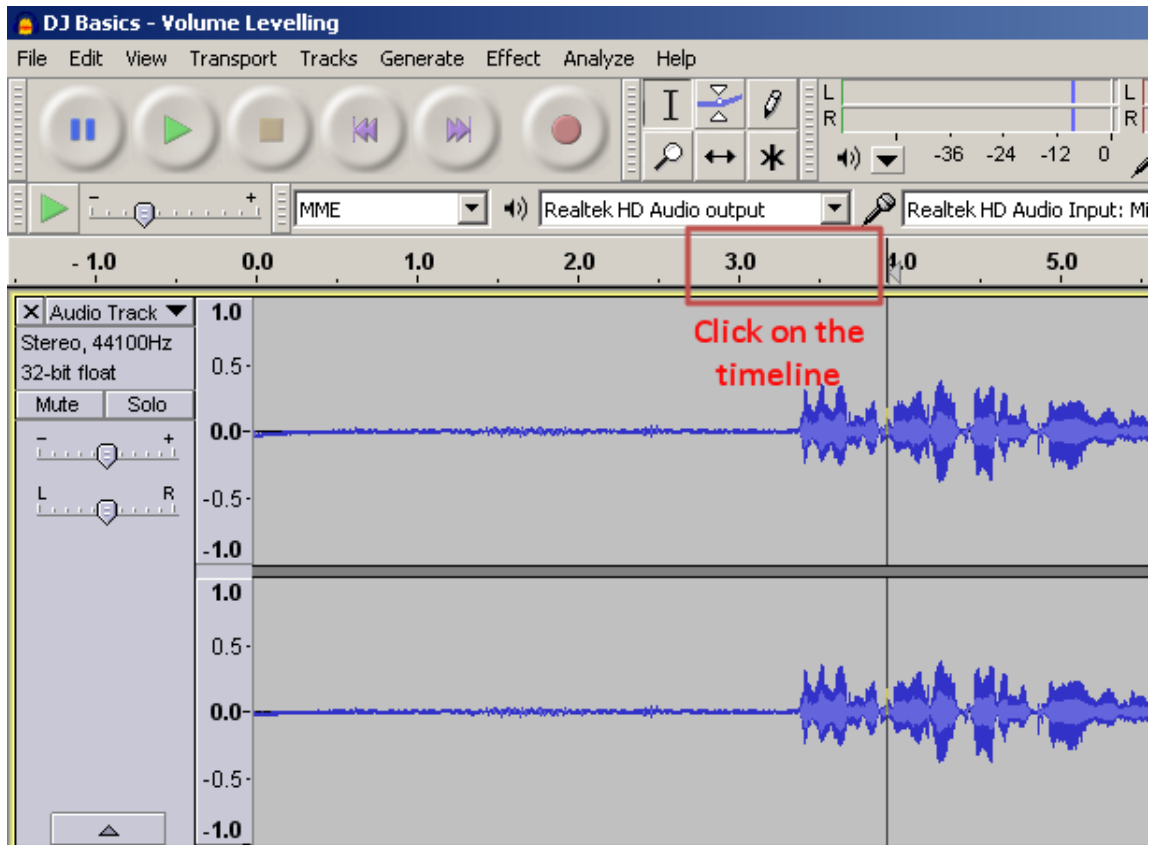 DJ Basics - Volume Levelling
File Edit View Transport Tracks Generate Effect Analyze Help
L
R
-36 -24 -12 0
L
R
- +
MME
Realtek HD Audio output
Realtek HD Audio Input: Mi
- 1.0 0.0 1.0 2.0 3.0 4.0 5.0
X Audio Track
Stereo, 44100Hz
32-bit float
Mute Solo
- +
L R
1.0
0.5
0.0
-0.5
-1.0
Click on the
timeline
1.0
0.5
0.0
-0.5
-1.0